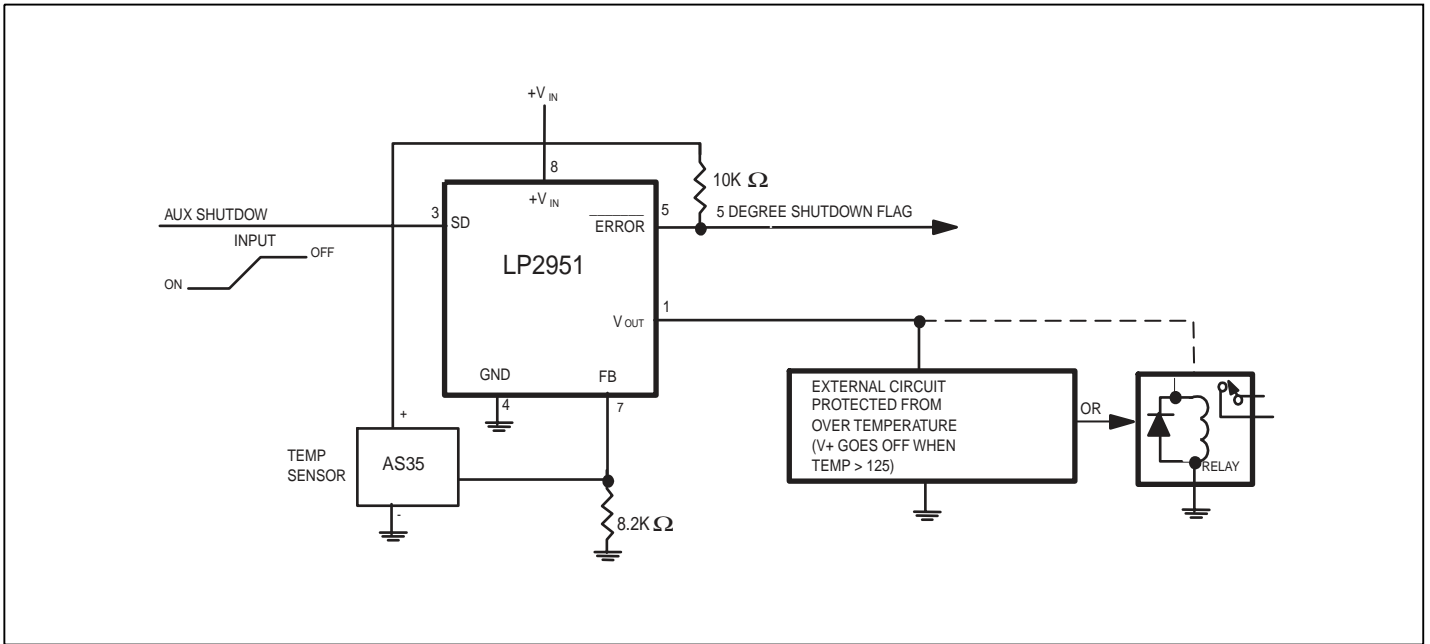 +V IN
8
+V IN
10K Ω
AUX SHUTDOW
3
SD
5
ERROR
5 DEGREE SHUTDOWN FLAG
INPUT
OFF
ON
LP2951
1
V OUT
GND
FB
4
7
EXTERNAL CIRCUIT
PROTECTED FROM
OVER TEMPERATURE
(V+ GOES OFF WHEN
TEMP > 125)
OR
RELAY
+
TEMP
SENSOR
AS35
-
8.2K Ω